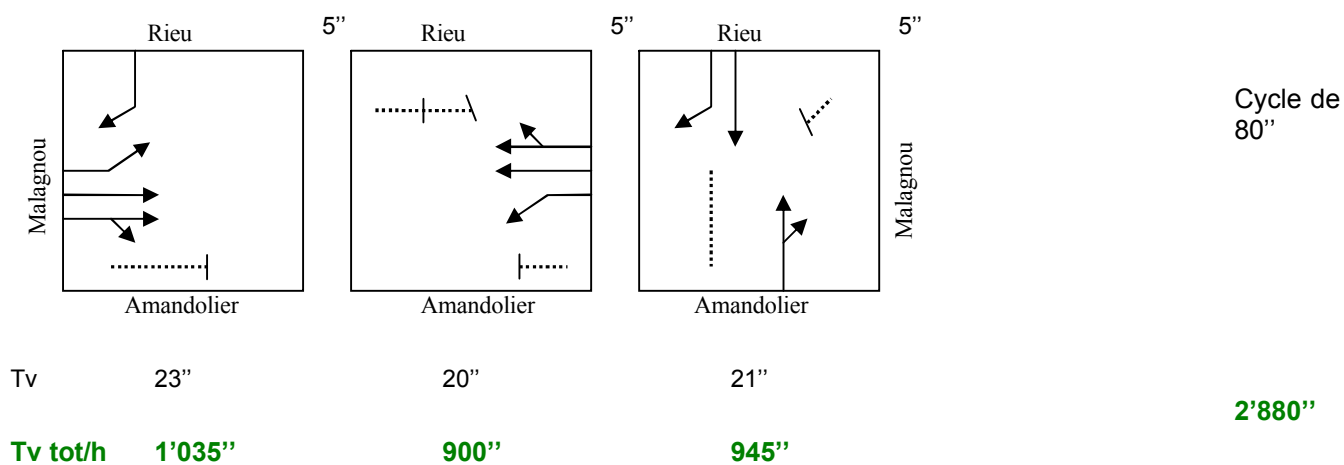 Rieu 5’’ Rieu 5’’ Rieu 5’’
Malagnou
Malagnou
Cycle de
80’’
Amandolier Amandolier Amandolier
Tv 23’’ 20’’ 21’’
2’880’’
Tv tot/h 1’035’’ 900’’ 945’’